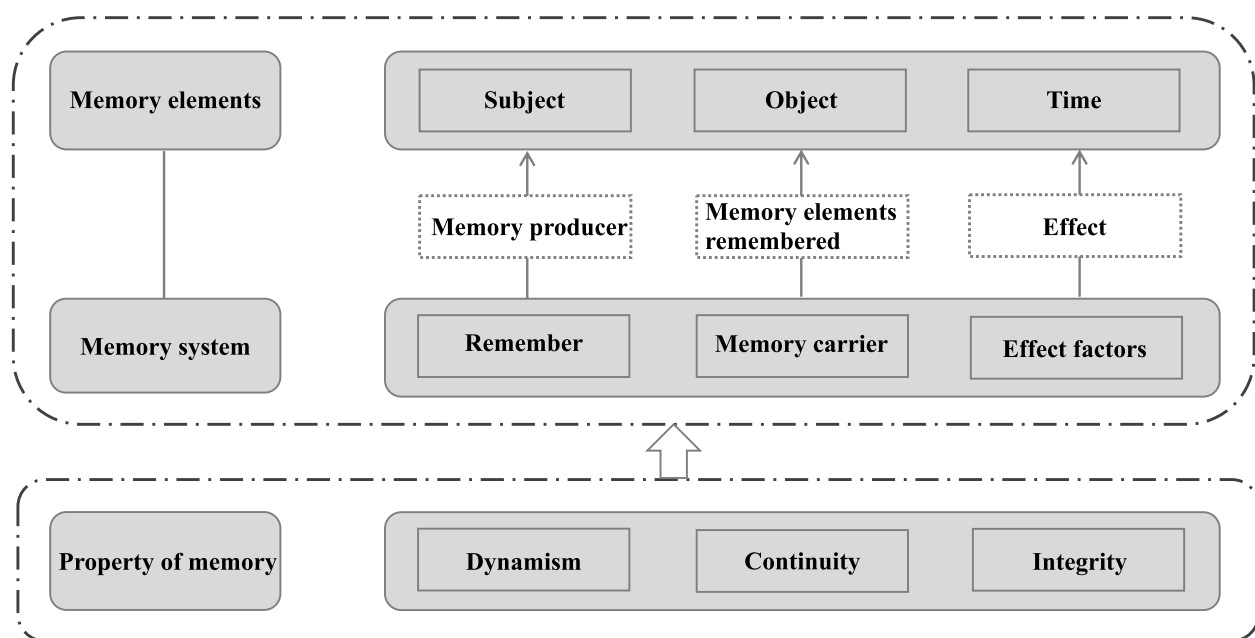 Memory elements
Subject
Object
Time
Memory producer
Memory elements
remembered
Effect
Memory system
Remember
Memory carrier
Effect factors
Property of memory
Dynamism
Continuity
Integrity